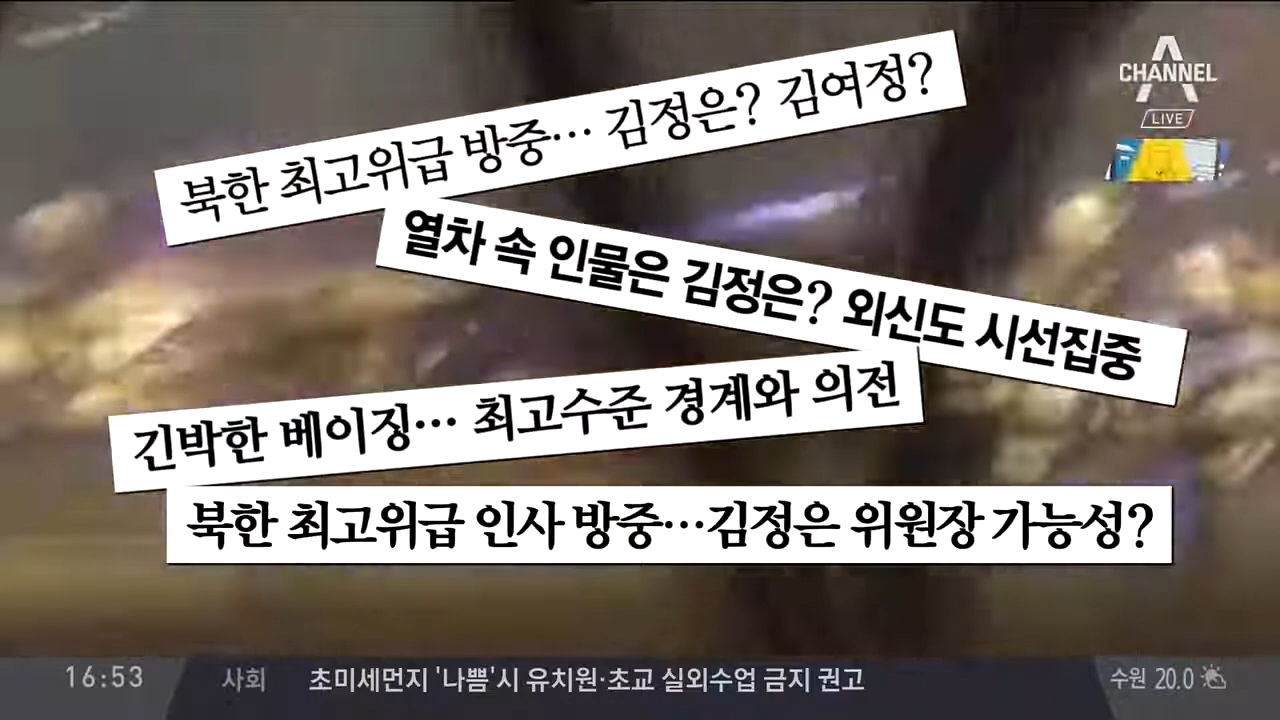 CHANNEL A
LIVE
북한 최고위급 방중… 김정은? 김여정?
열차 속 인물은 김정은? 외신도 시선집중
긴박한 베이징… 최고수준 경계와 의전
북한 최고위급 인사 방중…김정은 위원장 가능성?
16:53 사회 초미세먼지 '나쁨'시 유치원·초교 실외수업 금지 권고 수원 20.0